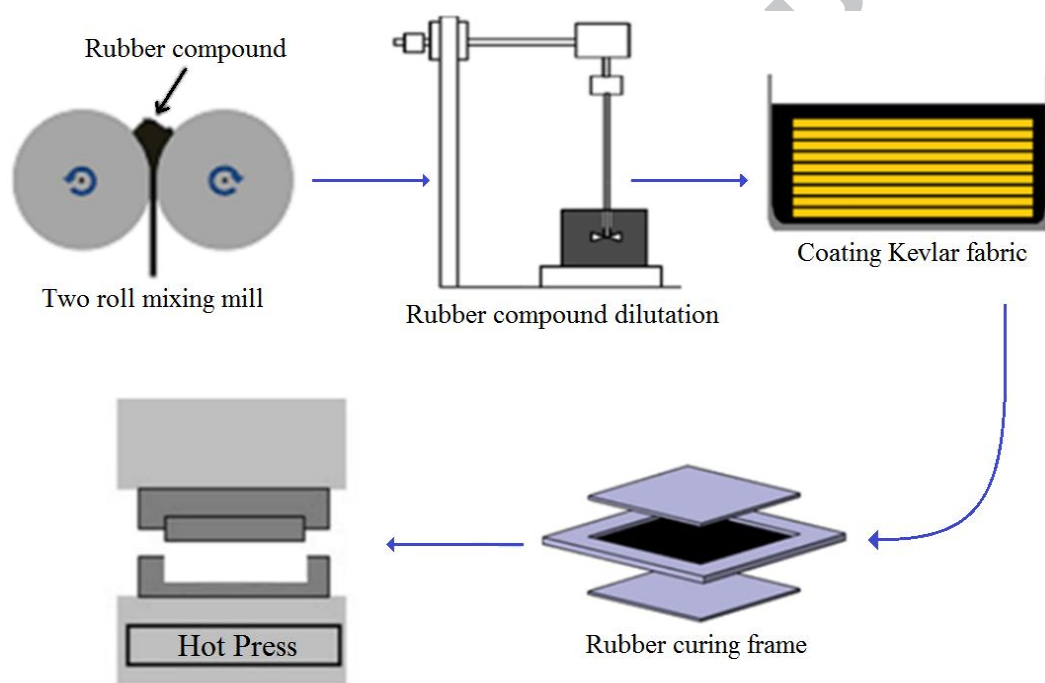 Rubber compound
Two roll mixing mill
Rubber compound dilutation
Coating Kevlar fabric
Rubber curing frame
Hot Press